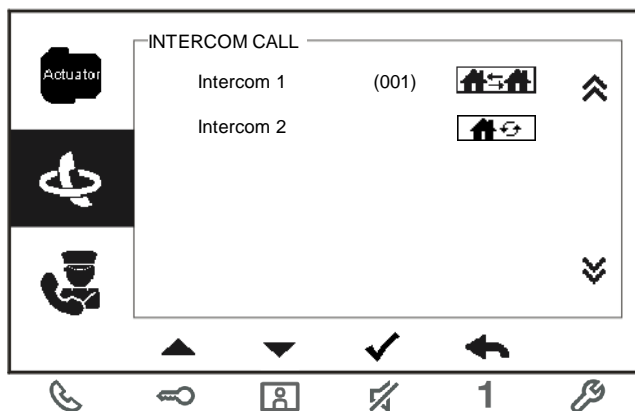 INTERCOM CALL
Actuator
Intercom 1 (001)
Intercom 2
1